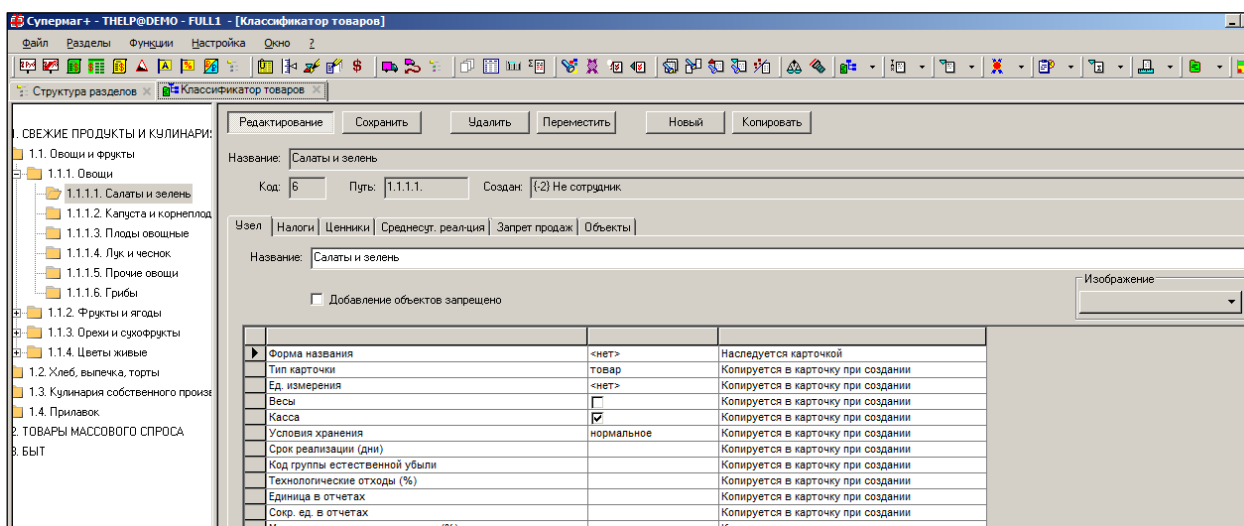 Супермаг+ - THELP@DEMO - FULL1 - [Классификатор товаров]
Файл Разделы Функции Настройка Окно ?
Структура разделов Классификатор товаров
1. СВЕЖИЕ ПРОДУКТЫ И КУЛИНАРИ
1.1. Овощи и фрукты
1.1.1. Овощи
1.1.1.1. Салаты и зелень
1.1.1.2. Капуста и корнеплод
1.1.1.3. Плоды овощные
1.1.1.4. Лук и чеснок
1.1.1.5. Прочие овощи
1.1.1.6. Грибы
1.1.2. Фрукты и ягоды
1.1.3. Орехи и сухофрукты
1.1.4. Цветы живые
1.2. Хлеб, выпечка, торты
1.3. Кулинария собственного произв
1.4. Прилавок
2. ТОВАРЫ МАССОВОГО СПРОСА
3. БЫТ
Редактирование Сохранить Удалить Переместить Новый Копировать
Название: Салаты и зелень
Код: 6 Путь: 1.1.1.1. Создан: {-2} Не сотрудник
Узел Налоги Ценники Среднесут. реал-ция Запрет продаж Объекты
Название: Салаты и зелень
Изображение
Добавление объектов запрещено
Форма названия <нет> Наследуется карточкой
Тип карточки товар Копируется в карточку при создании
Ед. измерения <нет> Копируется в карточку при создании
Весы Копируется в карточку при создании
Касса Копируется в карточку при создании
Условия хранения нормальное Копируется в карточку при создании
Срок реализации (дни) Копируется в карточку при создании
Код группы естественной убыли Копируется в карточку при создании
Технологические отходы (%) Копируется в карточку при создании
Единица в отчетах Копируется в карточку при создании
Сокр. ед. в отчетах Копируется в карточку при создании